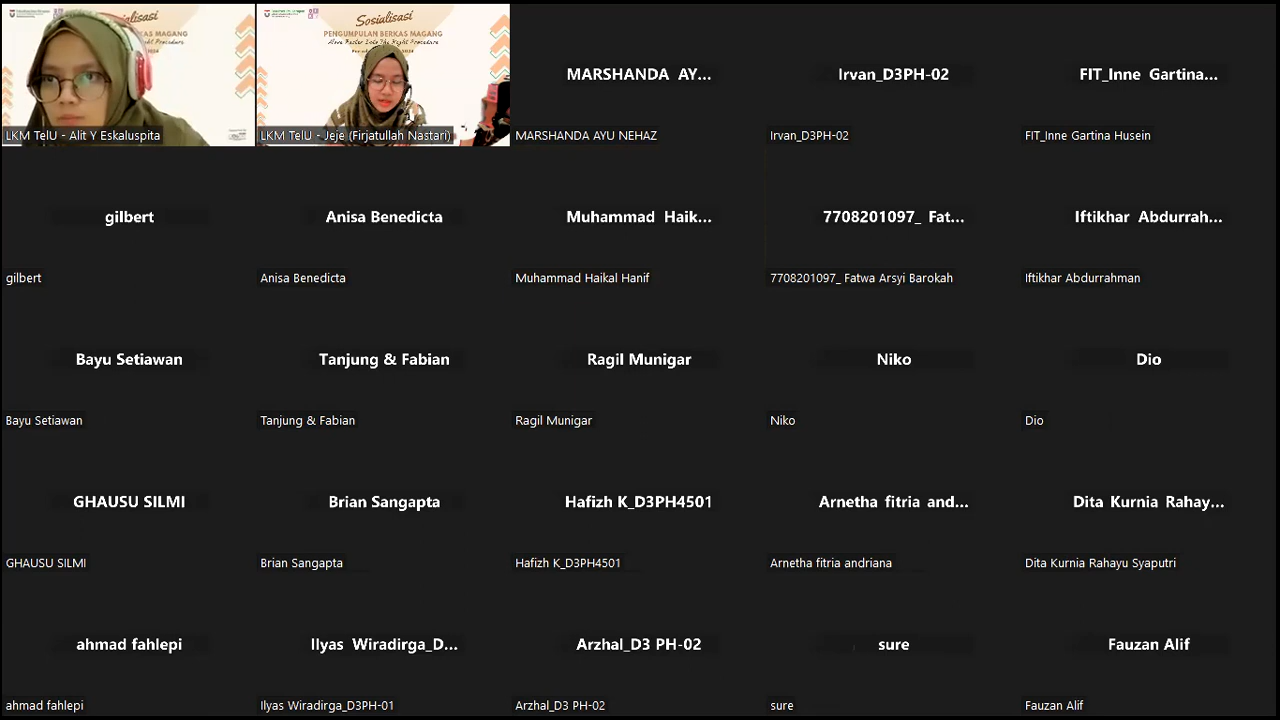 Sosialisasi
LKM TelU - Alit Y Eskaluspita
Sosialisasi
PENGUMPULAN BERKAS MAGANG
LKM TelU - Jeje (Firjatullah Nastari)
MARSHANDA AY...
MARSHANDA AYU NEHAZ
Irvan_D3PH-02
Irvan_D3PH-02
FIT_Inne Gartina...
FIT_Inne Gartina Husein
gilbert
gilbert
Anisa Benedicta
Anisa Benedicta
Muhammad Haik...
Muhammad Haikal Hanif
7708201097_ Fat...
7708201097_ Fatwa Arsyi Barokah
Iftikhar Abdurrah...
Iftikhar Abdurrahman
Bayu Setiawan
Bayu Setiawan
Tanjung & Fabian
Tanjung & Fabian
Ragil Munigar
Ragil Munigar
Niko
Niko
Dio
Dio
GHAUSU SILMI
GHAUSU SILMI
Brian Sangapta
Brian Sangapta
Hafizh K_D3PH4501
Hafizh K_D3PH4501
Arnetha fitria and...
Arnetha fitria andriana
Dita Kurnia Rahay...
Dita Kurnia Rahayu Syaputri
ahmad fahlepi
ahmad fahlepi
Ilyas Wiradirga_D...
Ilyas Wiradirga_D3PH-01
Arzhal_D3 PH-02
Arzhal_D3 PH-02
sure
sure
Fauzan Alif
Fauzan Alif